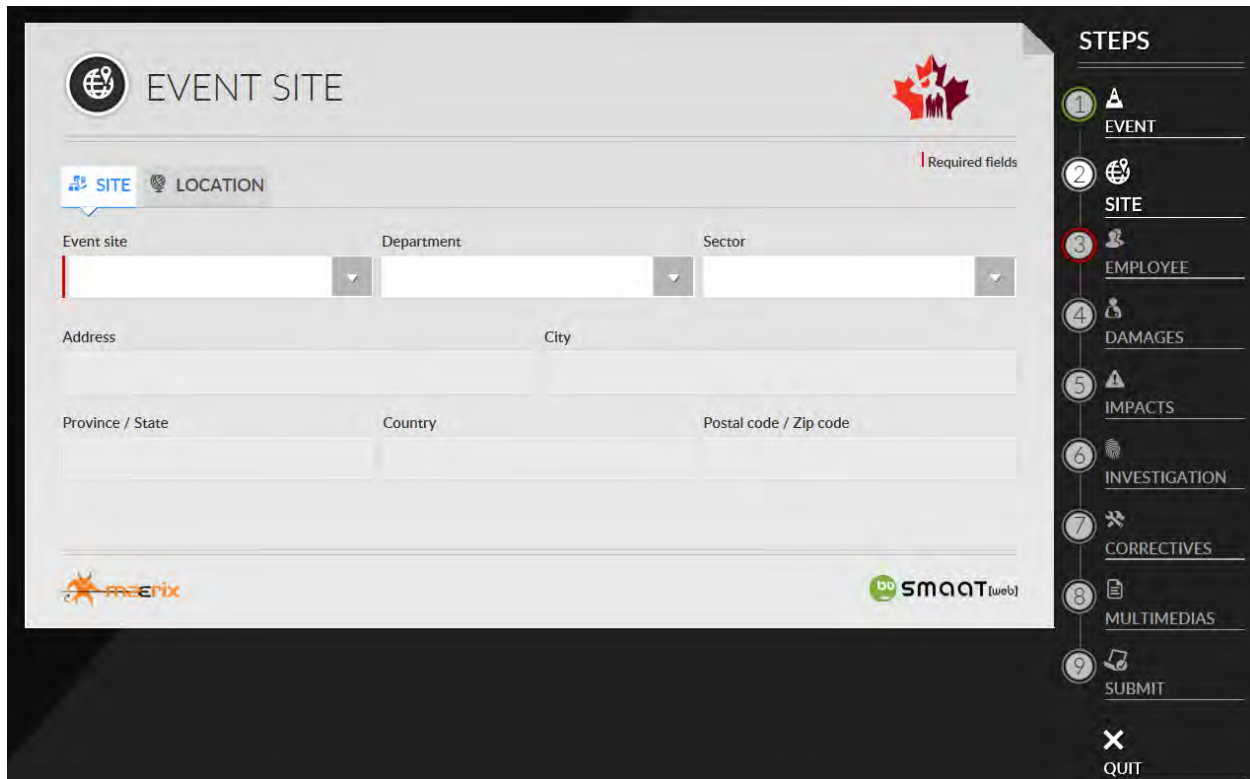 EVENT SITE
Required fields
SITE LOCATION
Event site Department Sector
Address City
Province / State Country Postal code / Zip code
maerix
SMAAT[web]
STEPS
1
EVENT
2
SITE
3
EMPLOYEE
4
DAMAGES
5
IMPACTS
6
INVESTIGATION
7
CORRECTIVES
8
MULTIMEDIAS
9
SUBMIT
QUIT